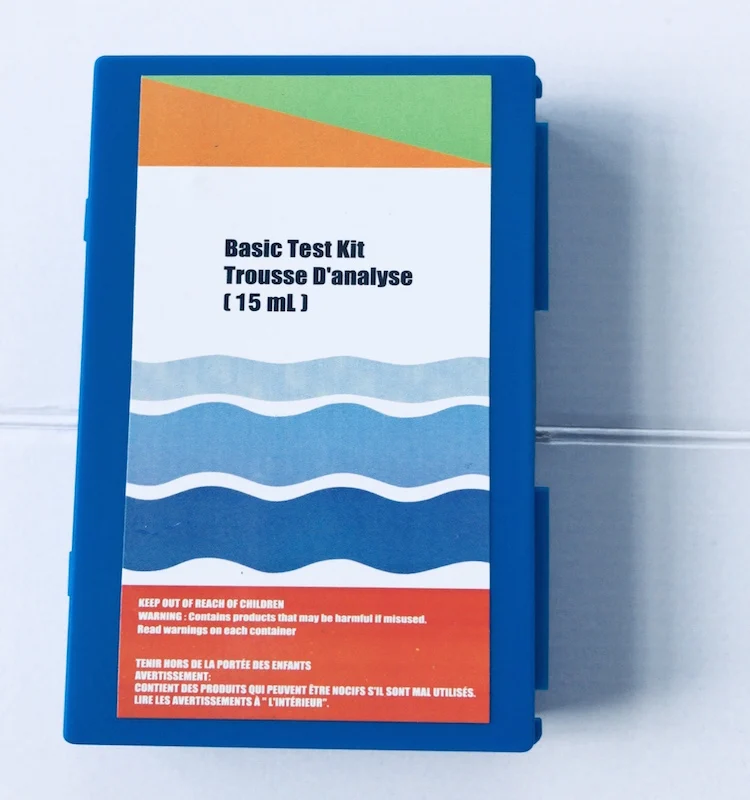 Basic Test Kit
Trousse D'analyse
( 15 mL )
KEEP OUT OF REACH OF CHILDREN
WARNING : Contains products that may be harmful if misused.
Read warnings on each container
TENIR HORS DE LA PORTÉE DES ENFANTS
AVERTISSEMENT:
CONTIENT DES PRODUITS QUI PEUVENT ÊTRE NOCIFS S'IL SONT MAL UTILISÉS.
LIRE LES AVERTISSEMENTS À " L'INTÉRIEUR".